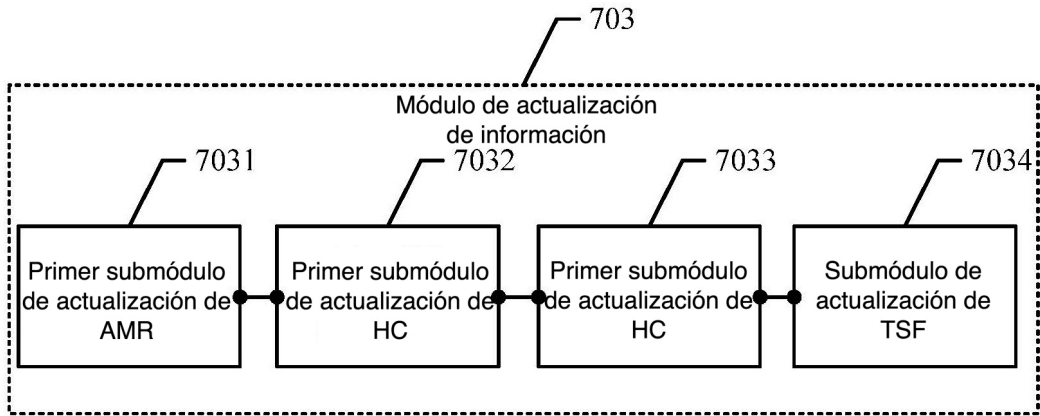 703
Módulo de actualización
de información
7031
7032
7033
7034
Primer submódulo
de actualización de
AMR
Primer submódulo
de actualización de
HC
Primer submódulo
de actualización de
HC
Submódulo de
actualización de
TSF